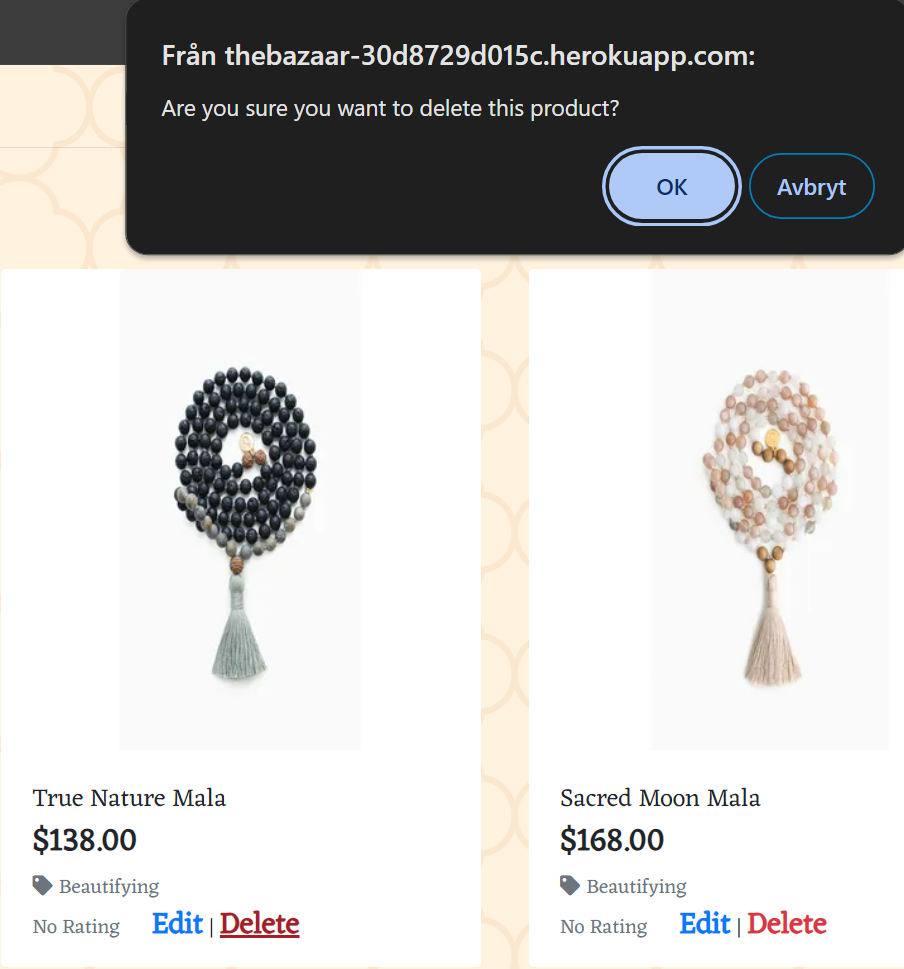 Från thebazaar-30d8729d015c.herokuapp.com:
Are you sure you want to delete this product?
OK
Avbryt
True Nature Mala
$138.00
Beautifying
No Rating Edit | Delete
Sacred Moon Mala
$168.00
Beautifying
No Rating Edit | Delete